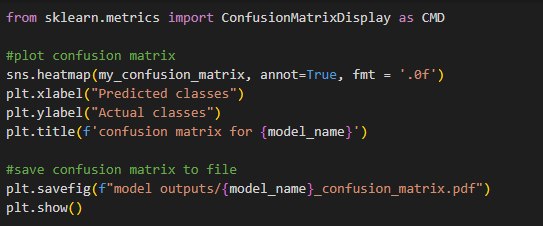 from sklearn.metrics import ConfusionMatrixDisplay as CMD
#plot confusion matrix
sns.heatmap(my_confusion_matrix, annot=True, fmt = '.0f')
plt.xlabel("Predicted classes")
plt.ylabel("Actual classes")
plt.title(f'confusion matrix for {model_name}')
#save confusion matrix to file
plt.savefig(f"model outputs/{model_name}_confusion_matrix.pdf")
plt.show()